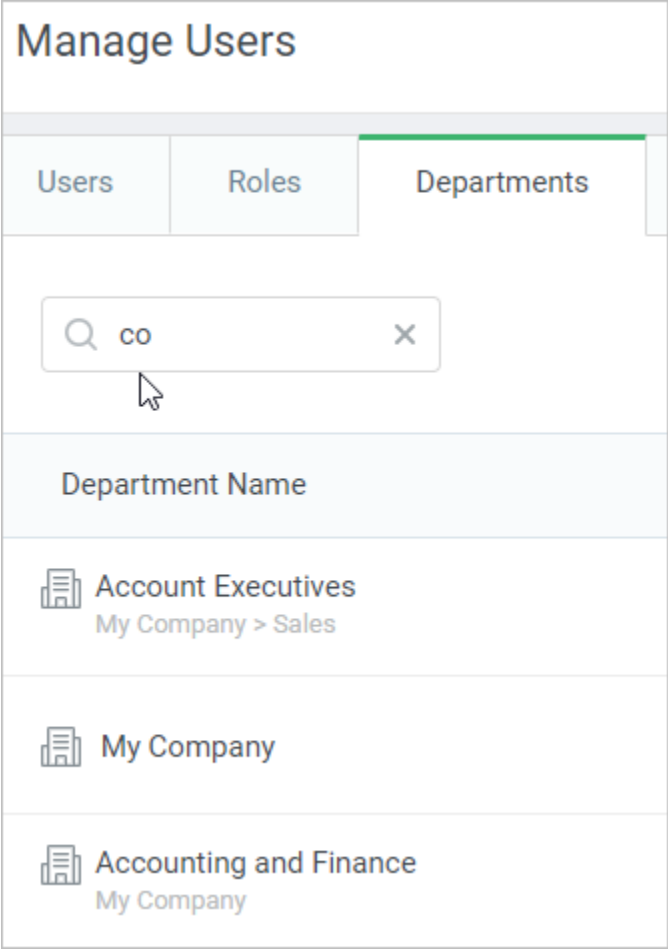 Manage Users
Users Roles Departments
co
Department Name
Account Executives
My Company > Sales
My Company
Accounting and Finance
My Company